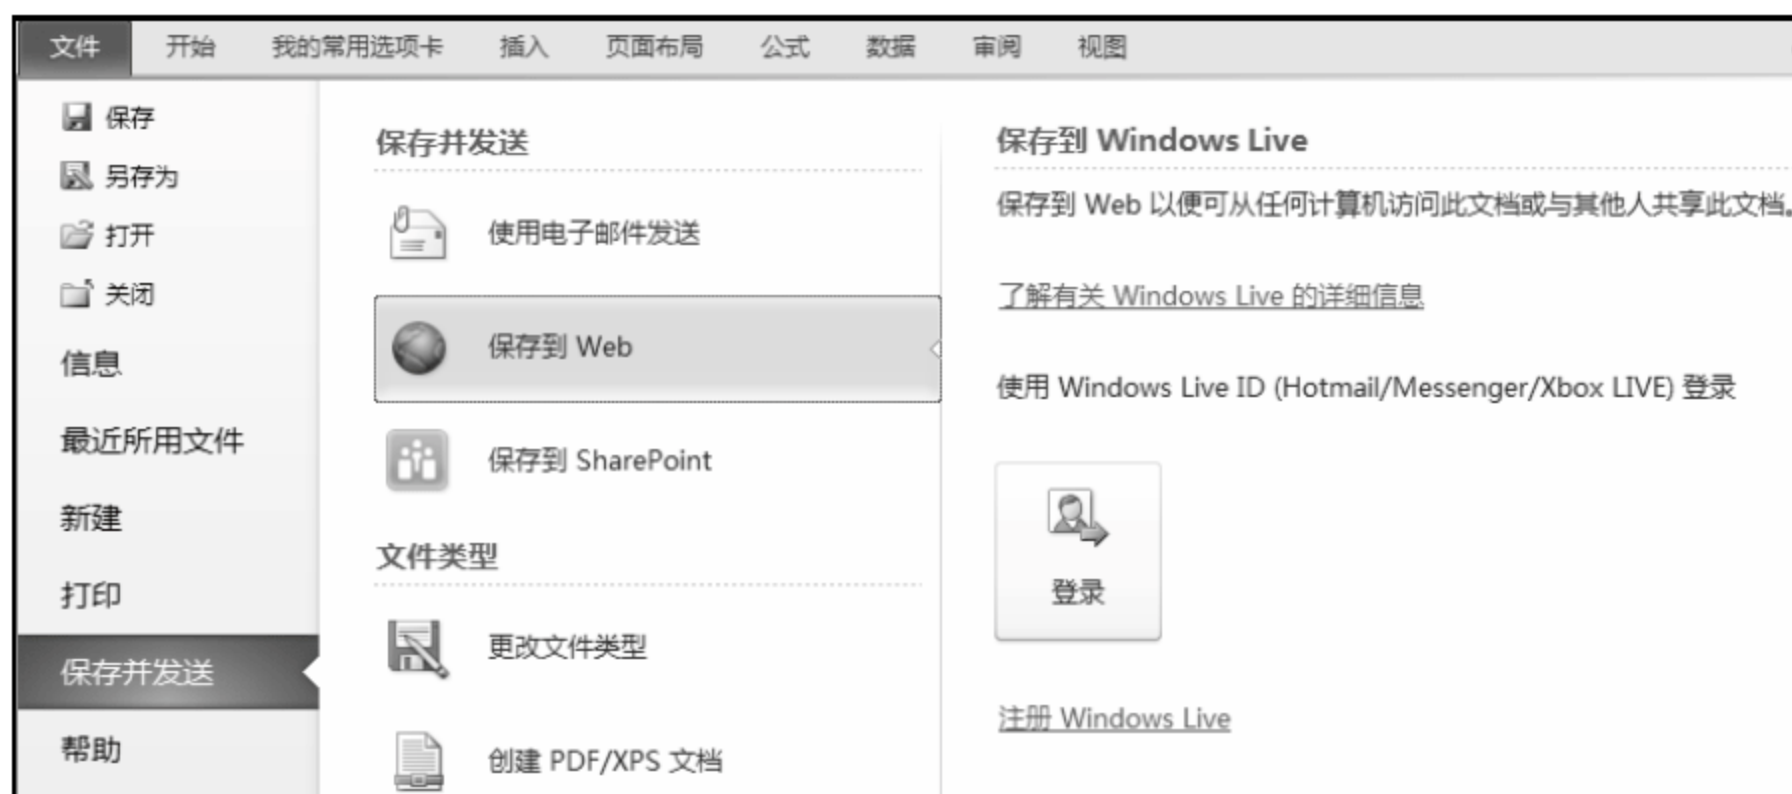 文件 开始 我的常用选项卡 插入 页面布局 公式 数据 审阅 视图
保存
另存为
打开
关闭
信息
最近所用文件
新建
打印
保存并发送
帮助
保存并发送
使用电子邮件发送
保存到 Web
保存到 SharePoint
文件类型
更改文件类型
创建 PDF/XPS 文档
保存到 Windows Live
保存到 Web 以便可从任何计算机访问此文档或与其他人共享此文档。
了解有关 Windows Live 的详细信息
使用 Windows Live ID (Hotmail/Messenger/Xbox LIVE) 登录
登录
注册 Windows Live